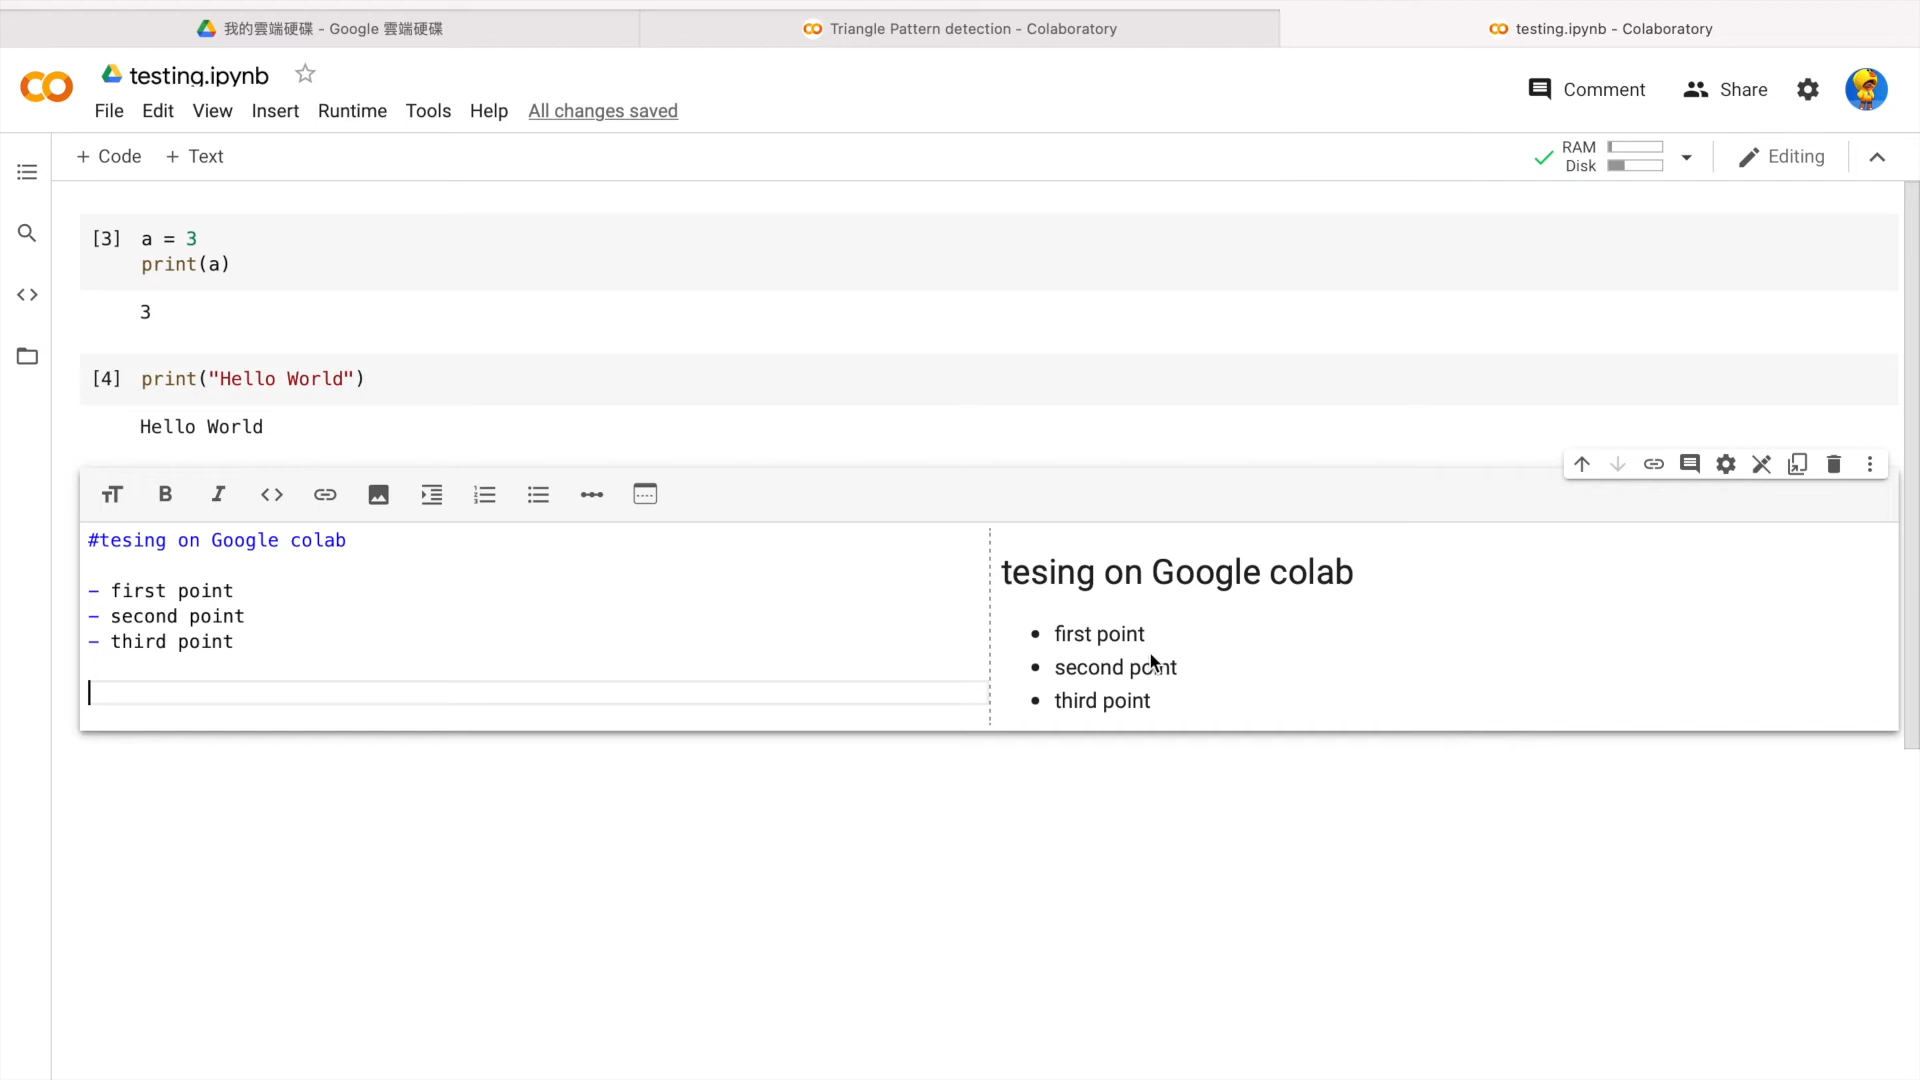 我的雲端硬碟 - Google 雲端硬碟
Triangle Pattern detection - Colaboratory
testing.ipynb - Colaboratory
testing.ipynb
Comment
Share
File Edit View Insert Runtime Tools Help All changes saved
+ Code + Text
RAM
Disk
Editing
[3] a = 3
print(a)
3
[4] print("Hello World")
Hello World
#tesing on Google colab
- first point
- second point
- third point
tesing on Google colab
• first point
• second point
• third point